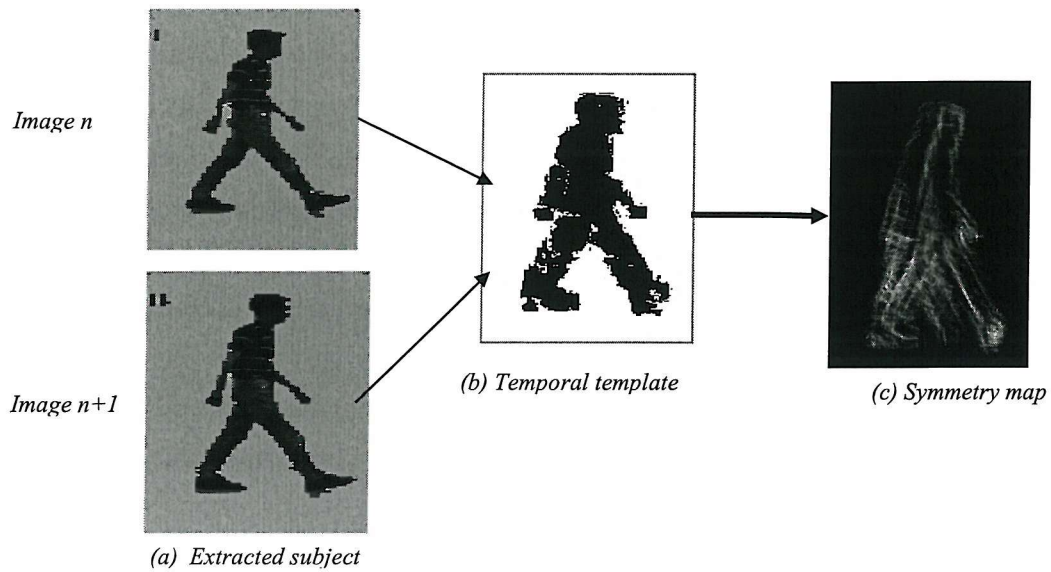 Image n
Image n+1
(a) Extracted subject
(b) Temporal template
(c) Symmetry map